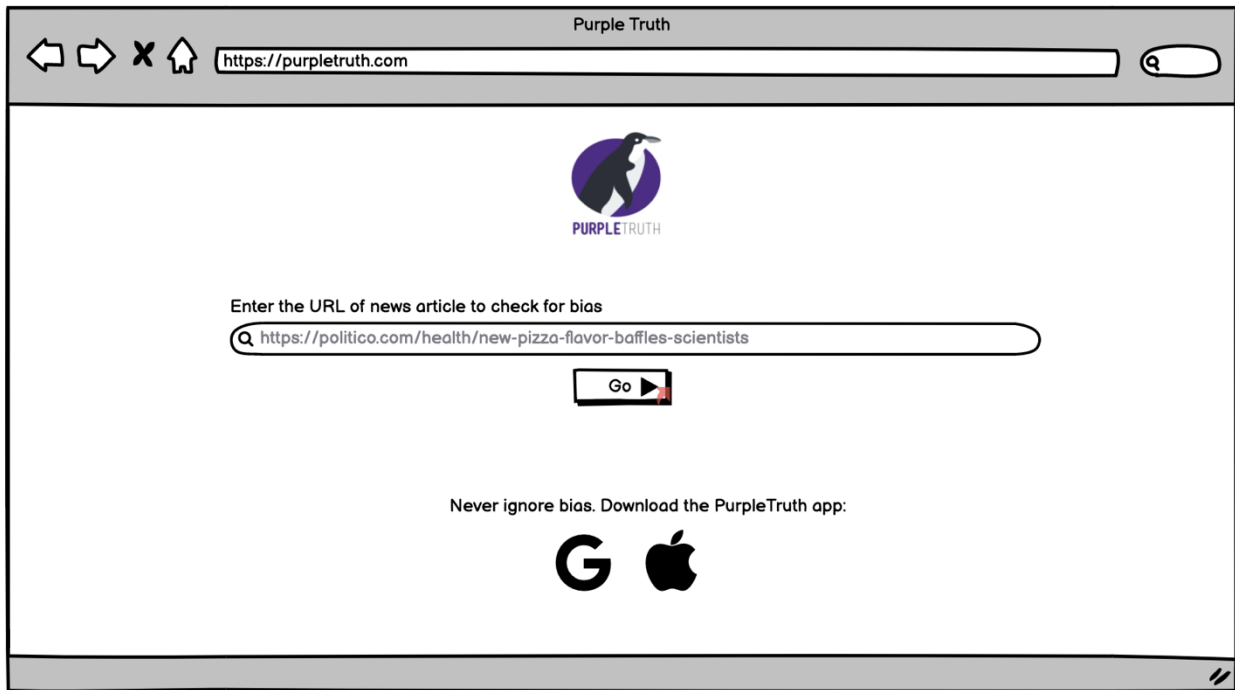 Purple Truth
https://purpletruth.com
PURPLETRUTH
Enter the URL of news article to check for bias
https://politico.com/health/new-pizza-flavor-baffles-scientists
Go
Never ignore bias. Download the PurpleTruth app: